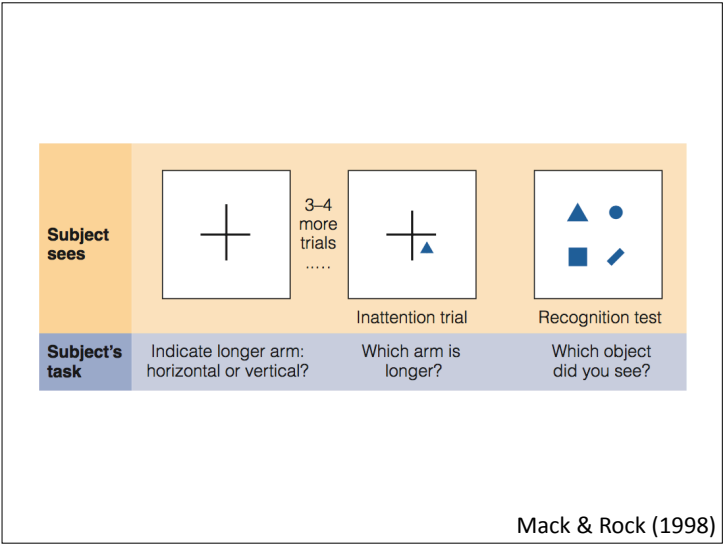 Subject
sees
3–4
more
trials
.....
Inattention trial
Recognition test
Subject's
task
Indicate longer arm:
horizontal or vertical?
Which arm is
longer?
Which object
did you see?
Mack & Rock (1998)